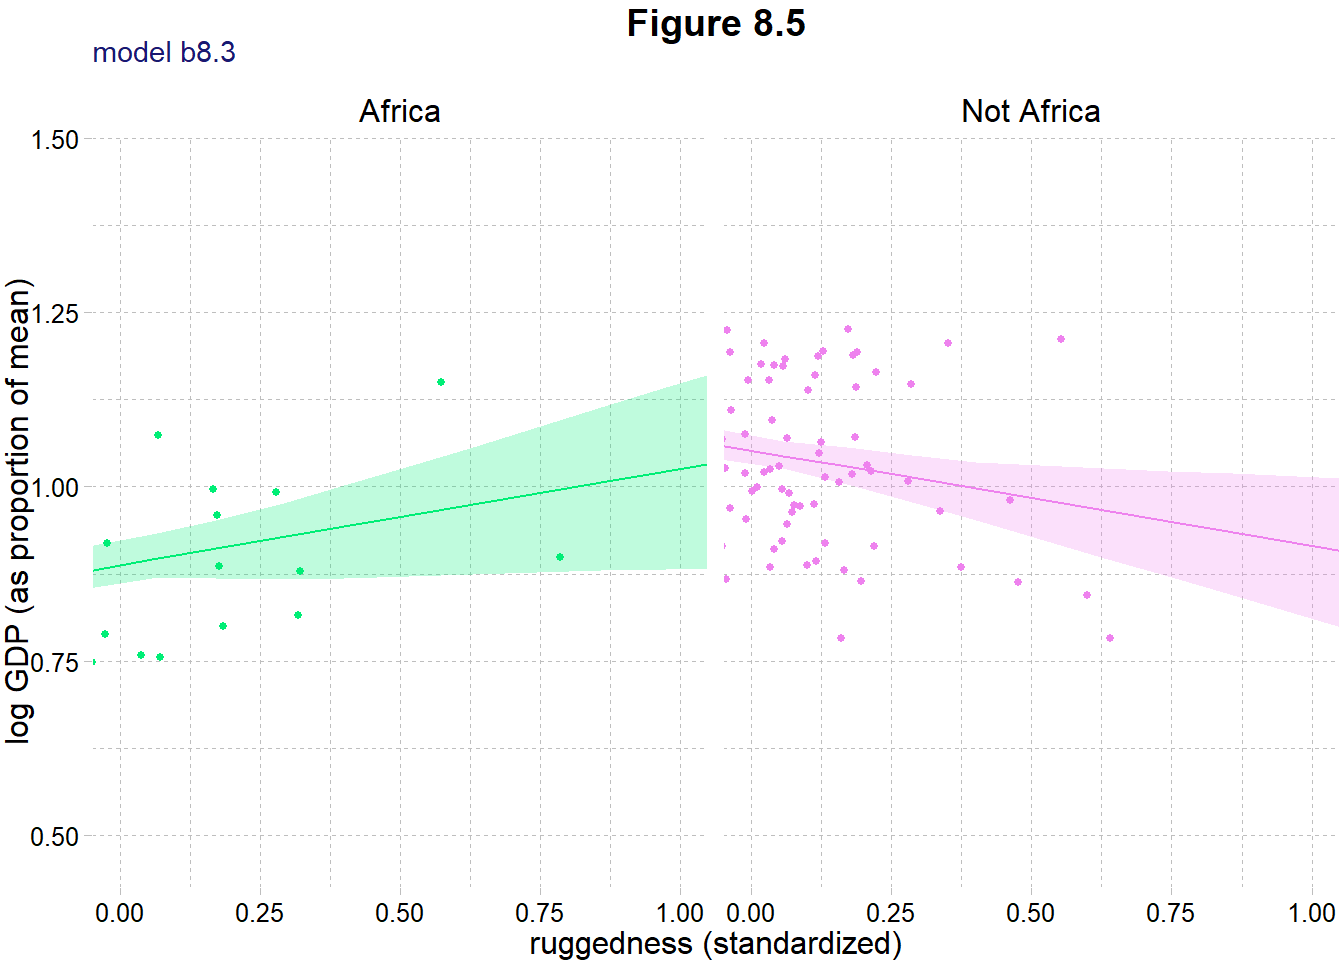 Figure 8.5
model b8.3
Africa
Not Africa
1.50
1.25
1.00
0.75
0.50
log GDP (as proportion of mean)
0.00 0.25 0.50 0.75 1.00 0.00 0.25 0.50 0.75 1.00
ruggedness (standardized)